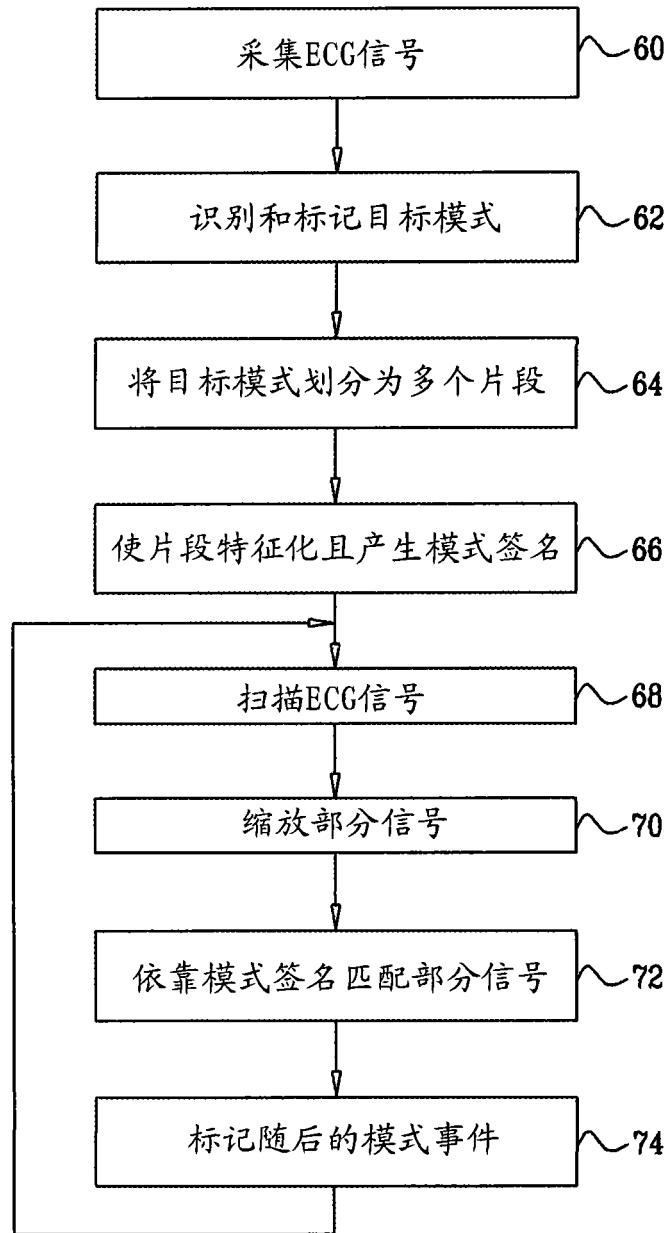 采集ECG信号 60
识别和标记目标模式 62
将目标模式划分为多个片段 64
使片段特征化且产生模式签名 66
扫描ECG信号 68
缩放部分信号 70
依靠模式签名匹配部分信号 72
标记随后的模式事件 74